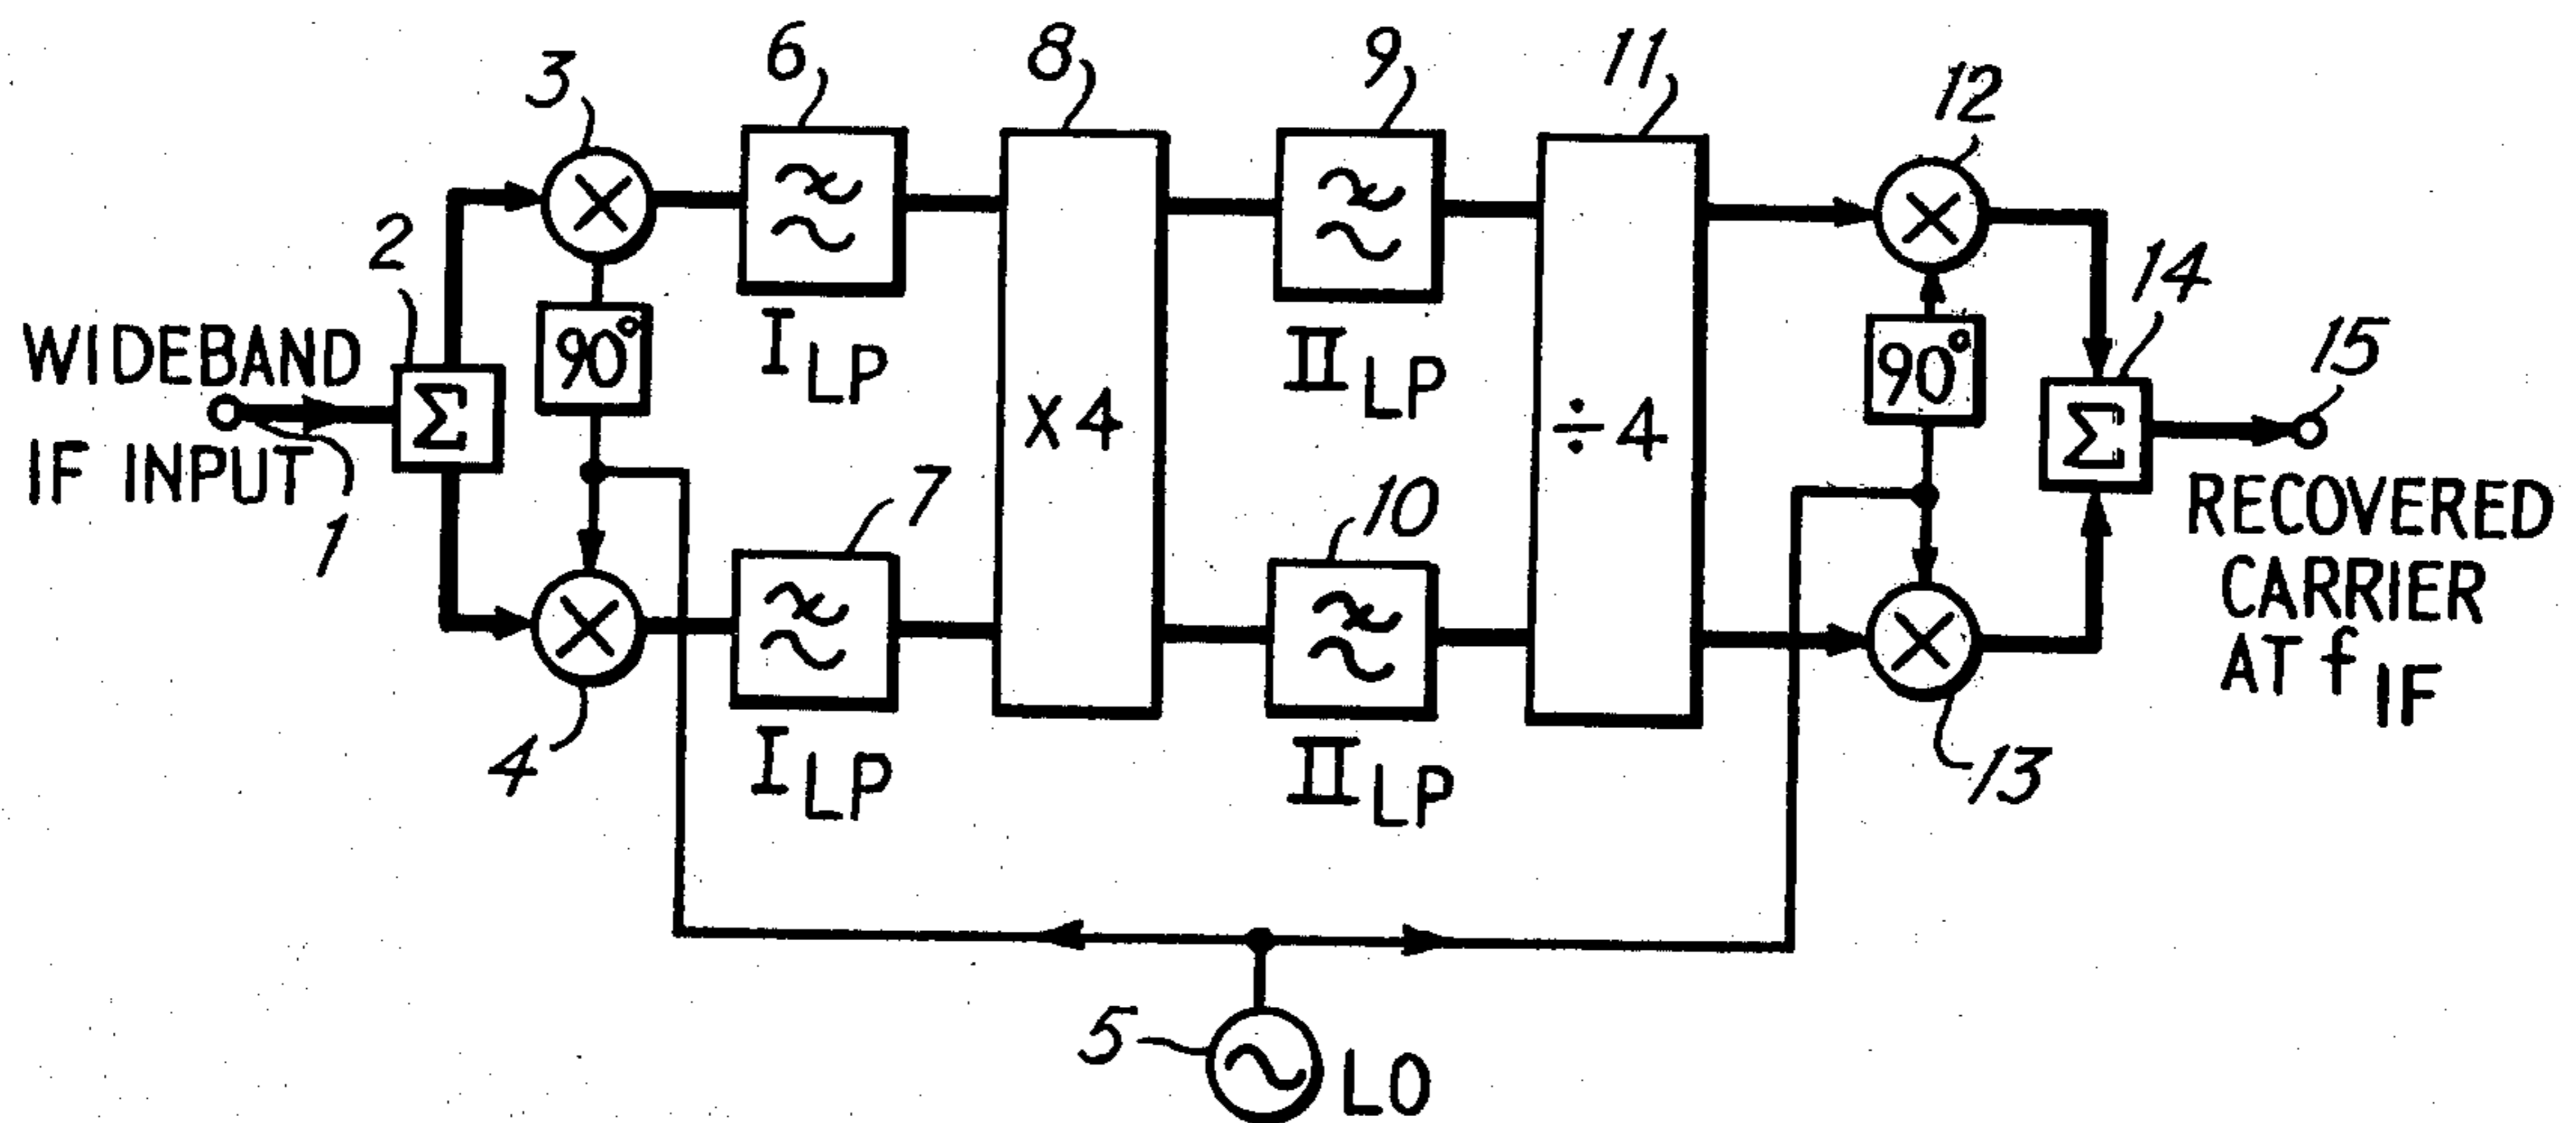 3
6
8
9
11
12
2
14
15
WIDEBAND
IF INPUT
1
Σ
90°
I LP
x4
II LP
÷4
90°
Σ
RECOVERED
CARRIER
AT f IF
7
10
4
I LP
II LP
13
5
LO